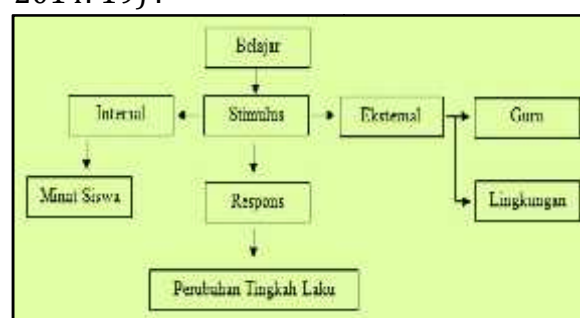 Belajar
Internal Stimulus Eksternal Guru
Minat Siswa Respons Lingkungan
Perubahan Tingkah Laku